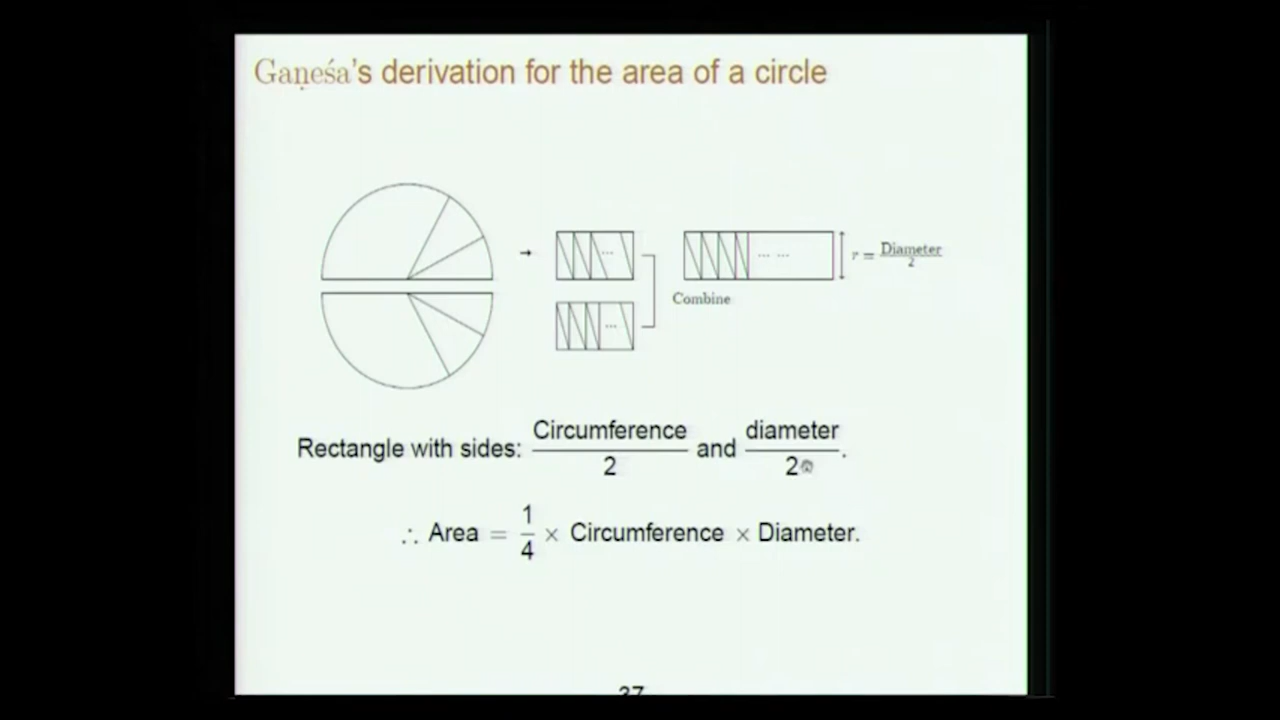 Gaṇeśa's derivation for the area of a circle
→
... 
... ...
r = Diameter/2
Combine
...
Rectangle with sides: Circumference/2 and diameter/2.
∴ Area = 1/4 × Circumference × Diameter.
37